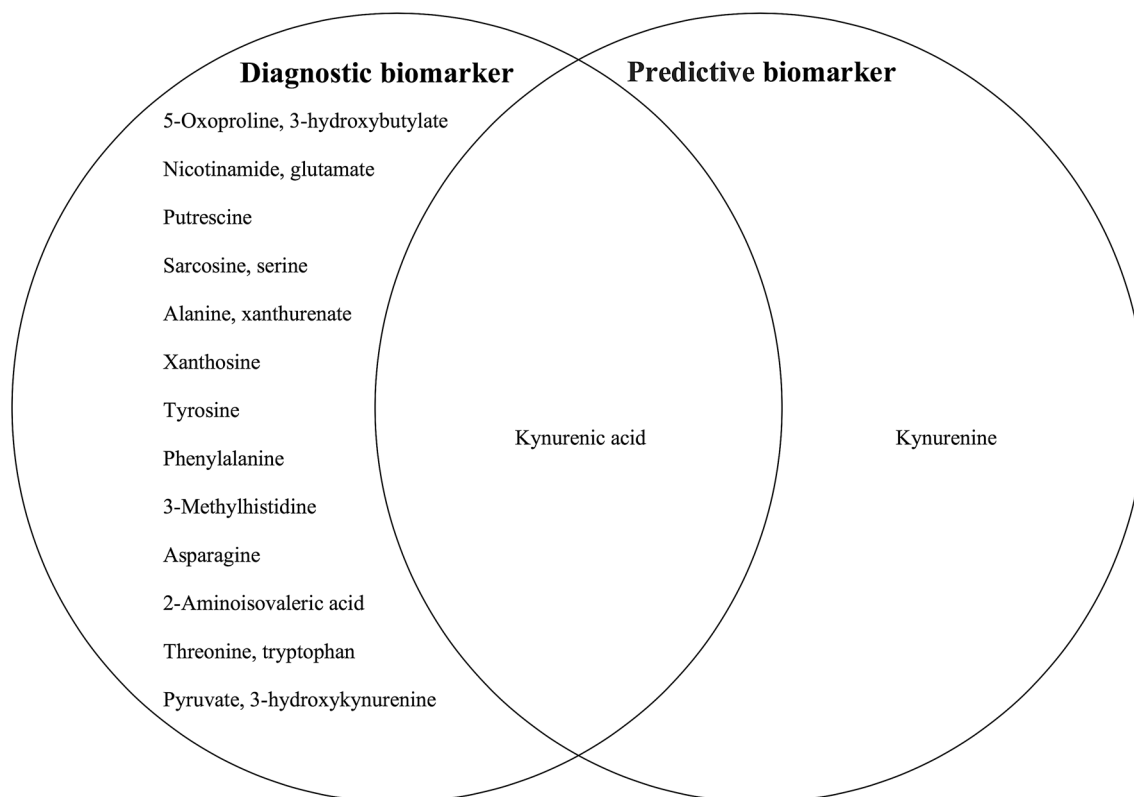 Diagnostic biomarker
Predictive biomarker
5-Oxoproline, 3-hydroxybutylate
Nicotinamide, glutamate
Putrescine
Sarcosine, serine
Alanine, xanthurenate
Xanthosine
Tyrosine
Phenylalanine
3-Methylhistidine
Asparagine
2-Aminoisovaleric acid
Threonine, tryptophan
Pyruvate, 3-hydroxykynurenine
Kynurenic acid
Kynurenine